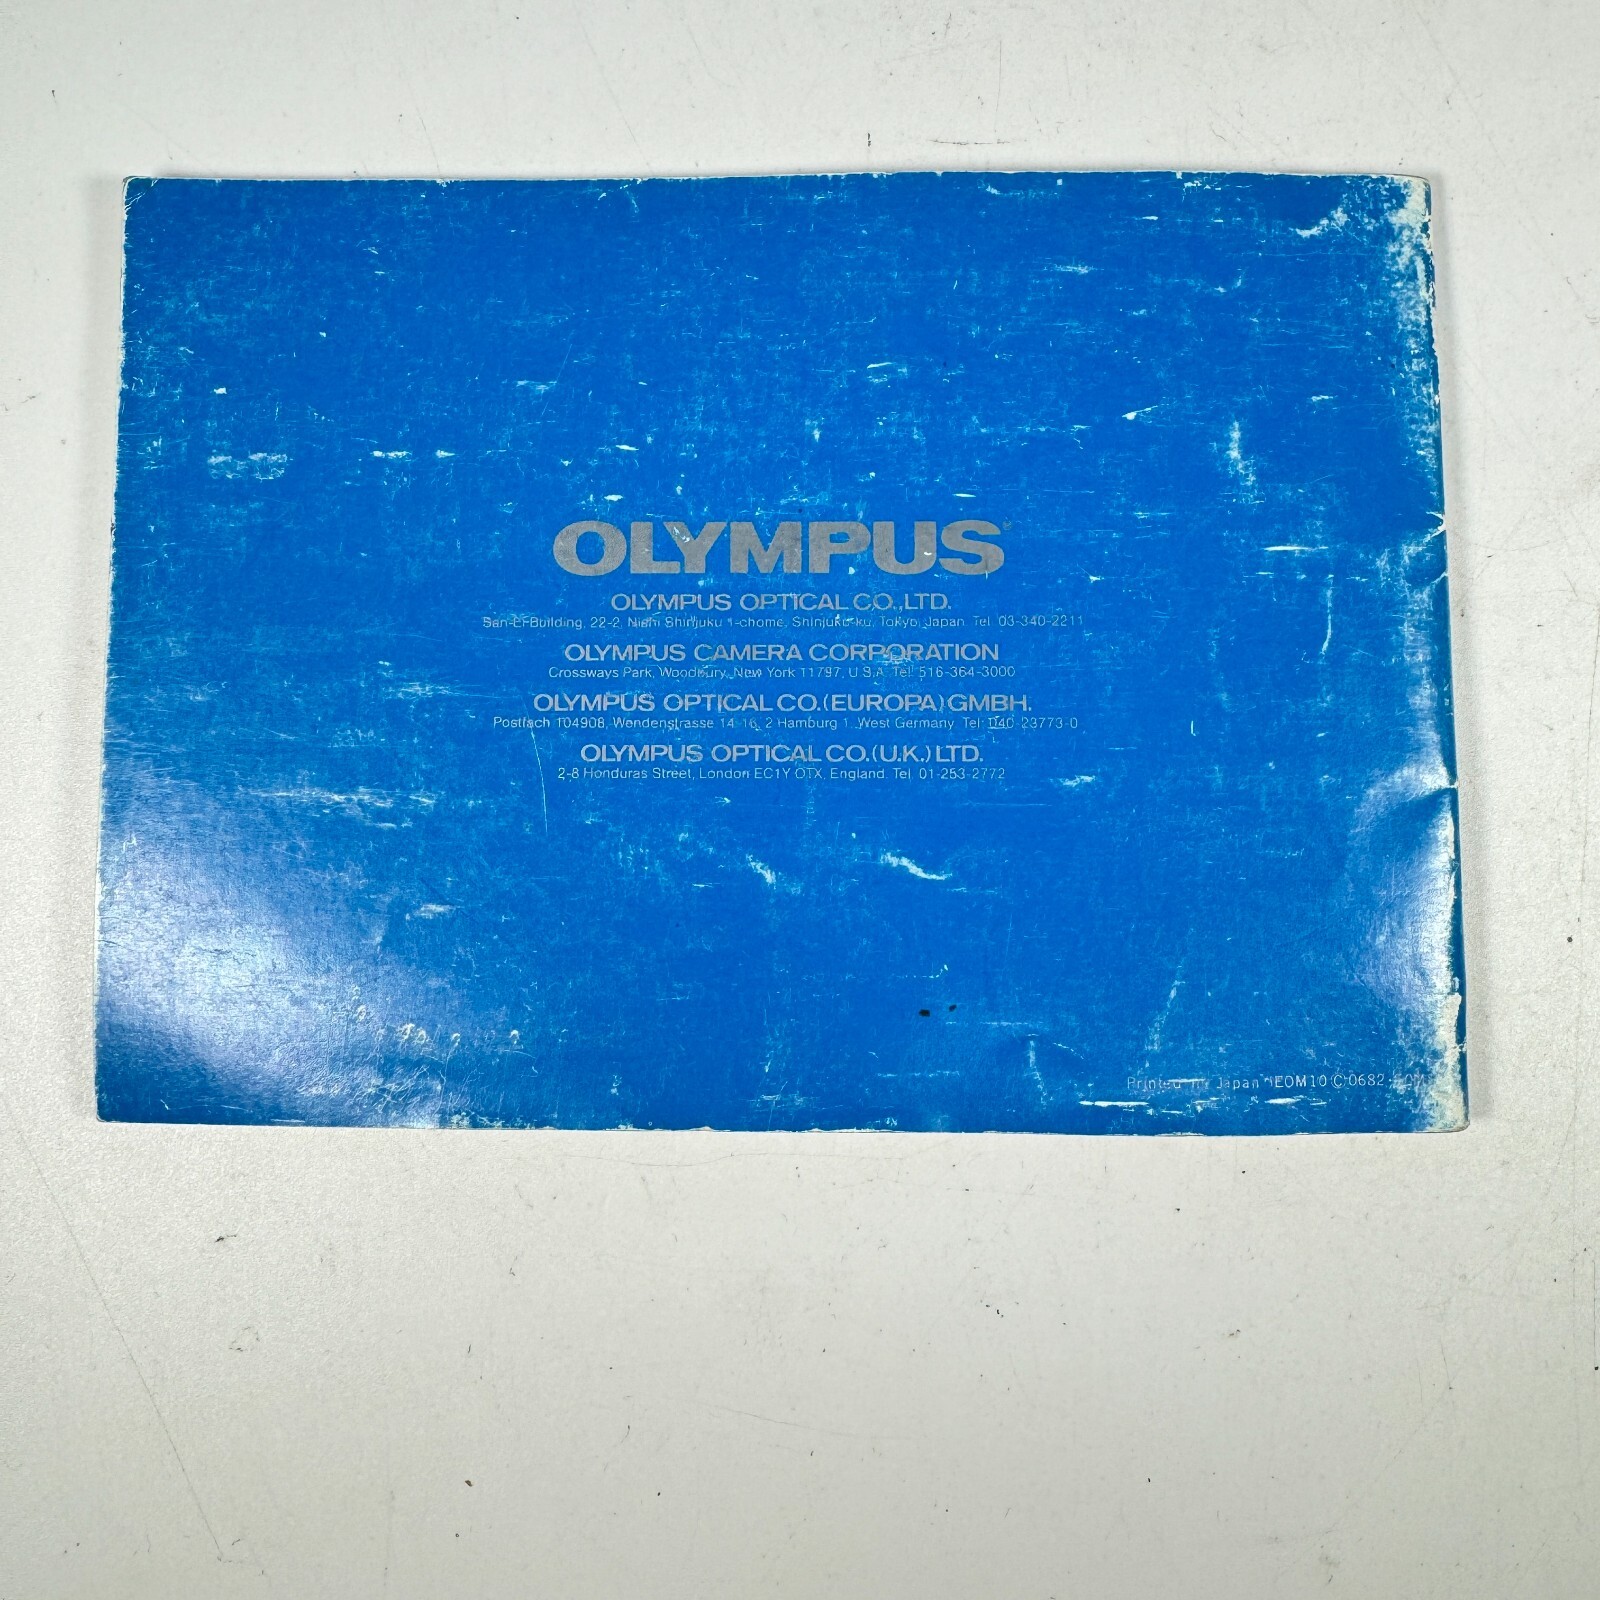 OLYMPUS
OLYMPUS OPTICAL CO.,LTD.
San-Ei Building, 22-2, Nishi Shinjuku 1-chome, Shinjuku-ku, Tokyo, Japan. Tel. 03-340-2211
OLYMPUS CAMERA CORPORATION
Crossways Park, Woodbury, New York 11797, U.S.A. Tel. 516-364-3000
OLYMPUS OPTICAL CO.(EUROPA)GMBH.
Postfach 104908, Wendenstrasse 14-16, 2 Hamburg 1, West Germany. Tel. 040-23773-0
OLYMPUS OPTICAL CO.(U.K.)LTD.
2-8 Honduras Street, London EC1Y OTX, England. Tel. 01-253-2772
Printed in Japan EOM10 C 0682